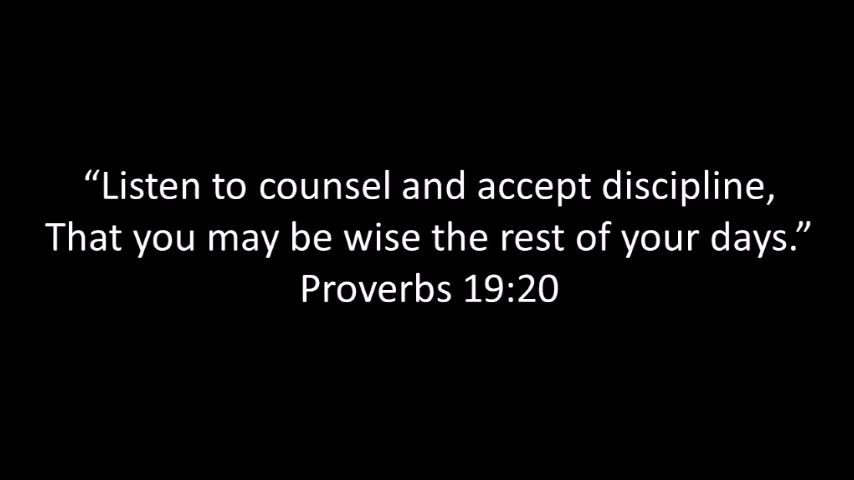 “Listen to counsel and accept discipline,
That you may be wise the rest of your days.”
Proverbs 19:20